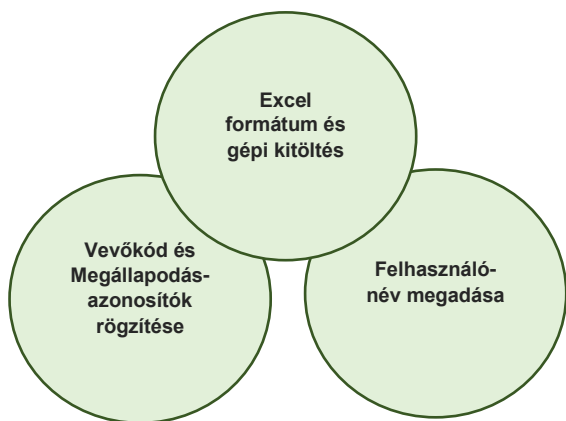 Excel
formátum és
gépi kitöltés
Vevőkód és
Megállapodás-
azonosítók
rögzítése
Felhasználó-
név megadása